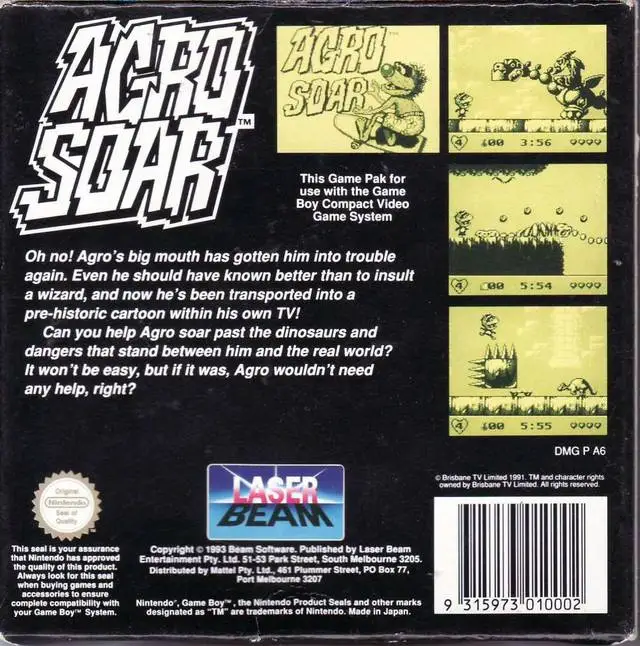 AGRO
SOAR™
AGRO™
SOAR
4 00 3:56 9999
4 00 5:54 9999
4 00 5:55 9999
This Game Pak for
use with the Game
Boy Compact Video
Game System
Oh no! Agro's big mouth has gotten him into trouble
again. Even he should have known better than to insult
a wizard, and now he's been transported into a
pre-historic cartoon within his own TV!
Can you help Agro soar past the dinosaurs and
dangers that stand between him and the real world?
It won't be easy, but if it was, Agro wouldn't need
any help, right?
DMG P A6
© Brisbane TV Limited 1991. TM and character rights
owned by Brisbane TV Limited. All rights reserved.
Original
Nintendo
Seal of
Quality
This seal is your assurance
that Nintendo has approved
the quality of this product.
Always look for this seal
when buying games and
accessories to ensure
complete compatibility with
your Game Boy™ System.
LASER
BEAM
Copyright © 1993 Beam Software. Published by Laser Beam
Entertainment Pty. Ltd. 51-53 Park Street, South Melbourne 3205.
Distributed by Mattel Pty. Ltd., 461 Plummer Street, PO Box 77,
Port Melbourne 3207
Nintendo®, Game Boy™, the Nintendo Product Seals and other marks
designated as "TM" are trademarks of Nintendo. Made in Japan.
9 315973 010002